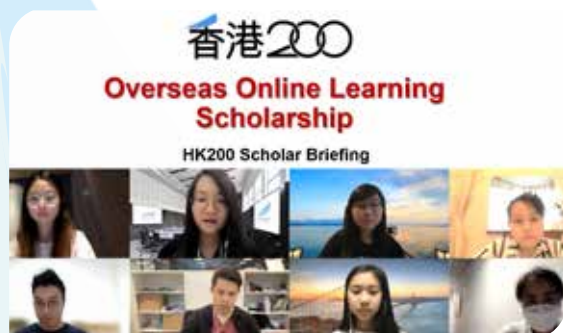 香港200
Overseas Online Learning
Scholarship
HK200 Scholar Briefing